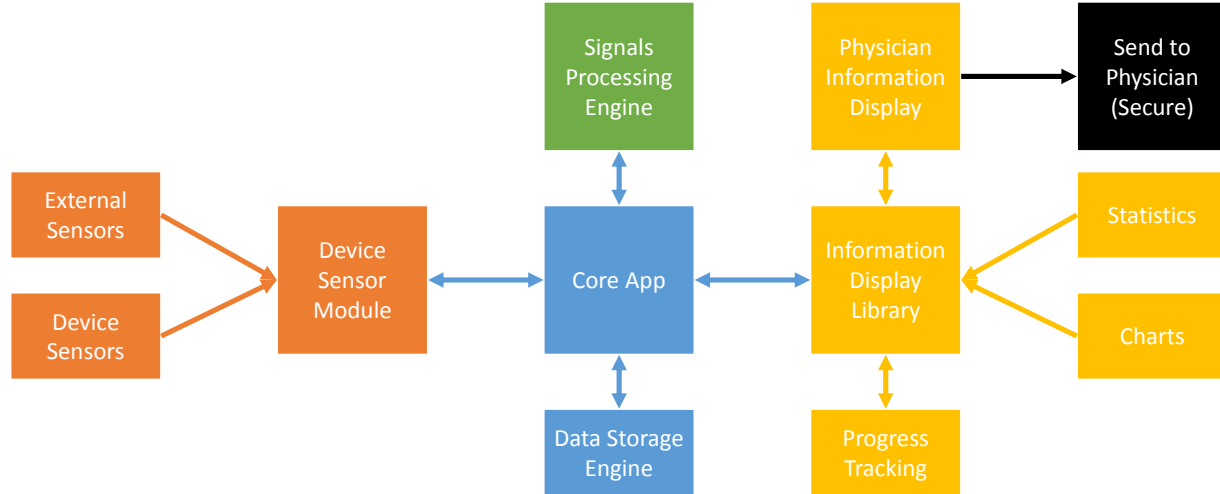 Signals
Processing
Engine
Physician
Information
Display
Send to
Physician
(Secure)
External
Sensors
Device
Sensors
Device
Sensor
Module
Core App
Information
Display
Library
Statistics
Charts
Data Storage
Engine
Progress
Tracking